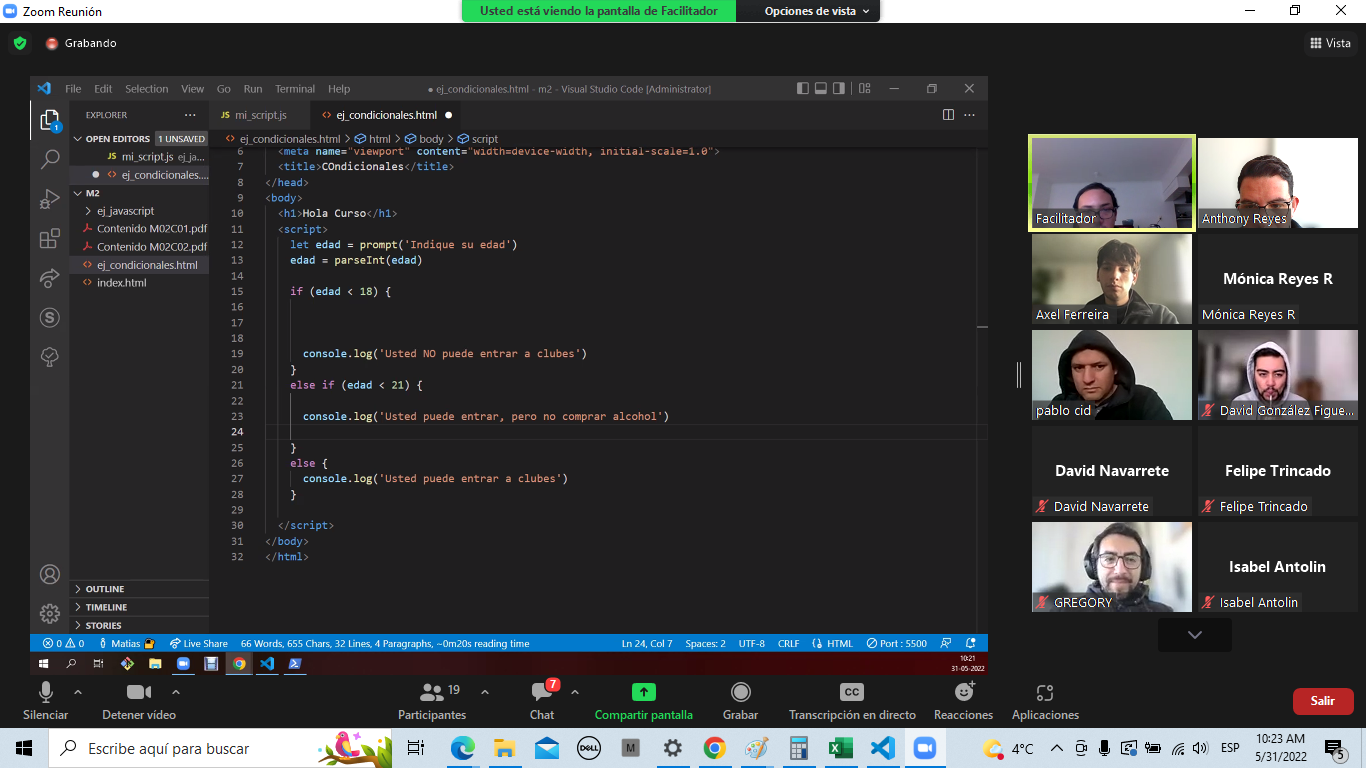 Zoom Reunión
Usted está viendo la pantalla de Facilitador
Opciones de vista
Grabando
Vista
File Edit Selection View Go Run Terminal Help
● ej_condicionales.html - m2 - Visual Studio Code [Administrator]
EXPLORER
JS mi_script.js
<> ej_condicionales.html ●
OPEN EDITORS 1 UNSAVED
<> ej_condicionales.html > html > body > script
JS mi_script.js ej_ja...
● <> ej_condicionales....
M2
> ej_javascript
Contenido M02C01.pdf
Contenido M02C02.pdf
<> ej_condicionales.html
<> index.html
OUTLINE
TIMELINE
STORIES
6 <meta name="viewport" content="width=device-width, initial-scale=1.0">
7 <title>COndicionales</title>
8 </head>
9 <body>
10 <h1>Hola Curso</h1>
11 <script>
12 let edad = prompt('Indique su edad')
13 edad = parseInt(edad)
14
15 if (edad < 18) {
16
17
18
19 console.log('Usted NO puede entrar a clubes')
20 }
21 else if (edad < 21) {
22
23 console.log('Usted puede entrar, pero no comprar alcohol')
24
25 }
26 else {
27 console.log('Usted puede entrar a clubes')
28 }
29
30 </script>
31 </body>
32 </html>
1
0 0 Matias Live Share 66 Words, 655 Chars, 32 Lines, 4 Paragraphs, ~0m20s reading time Ln 24, Col 7 Spaces: 2 UTF-8 CRLF HTML Port : 5500
10:21
31-05-2022
Facilitador
Anthony Reyes
Axel Ferreira
Mónica Reyes R
Mónica Reyes R
pablo cid
David González Figue...
David Navarrete
David Navarrete
Felipe Trincado
Felipe Trincado
GREGORY
Isabel Antolin
Isabel Antolin
Silenciar
Detener vídeo
19
Participantes
7
Chat
Compartir pantalla
Grabar
CC
Transcripción en directo
Reacciones
Aplicaciones
Salir
Escribe aquí para buscar
DELL
M
4°C
ESP
10:23 AM
5/31/2022
5